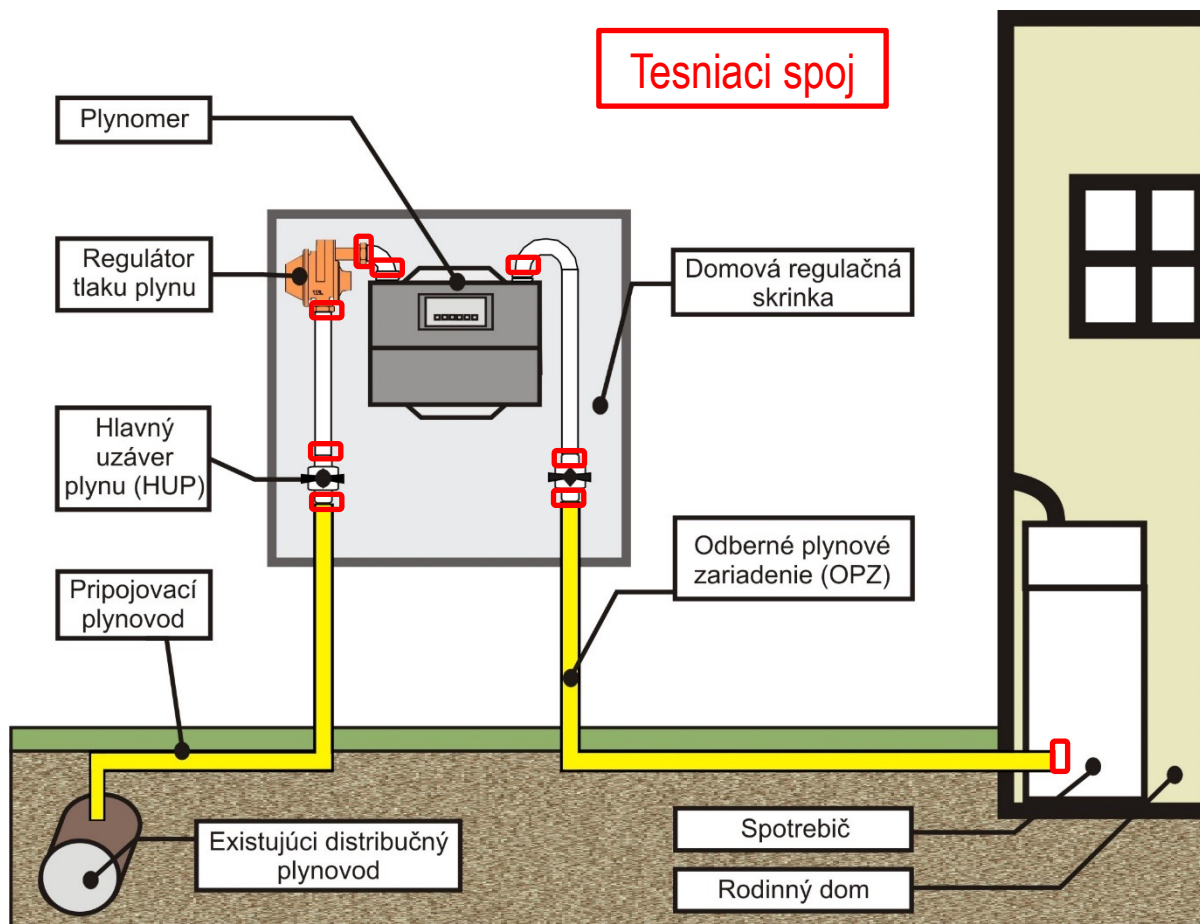 Tesniaci spoj
Plynomer
Regulátor
tlaku plynu
Domová regulačná
skrinka
Hlavný
uzáver
plynu (HUP)
Odberné plynové
zariadenie (OPZ)
Pripojovací
plynovod
Existujúci distribučný
plynovod
Spotrebič
Rodinný dom